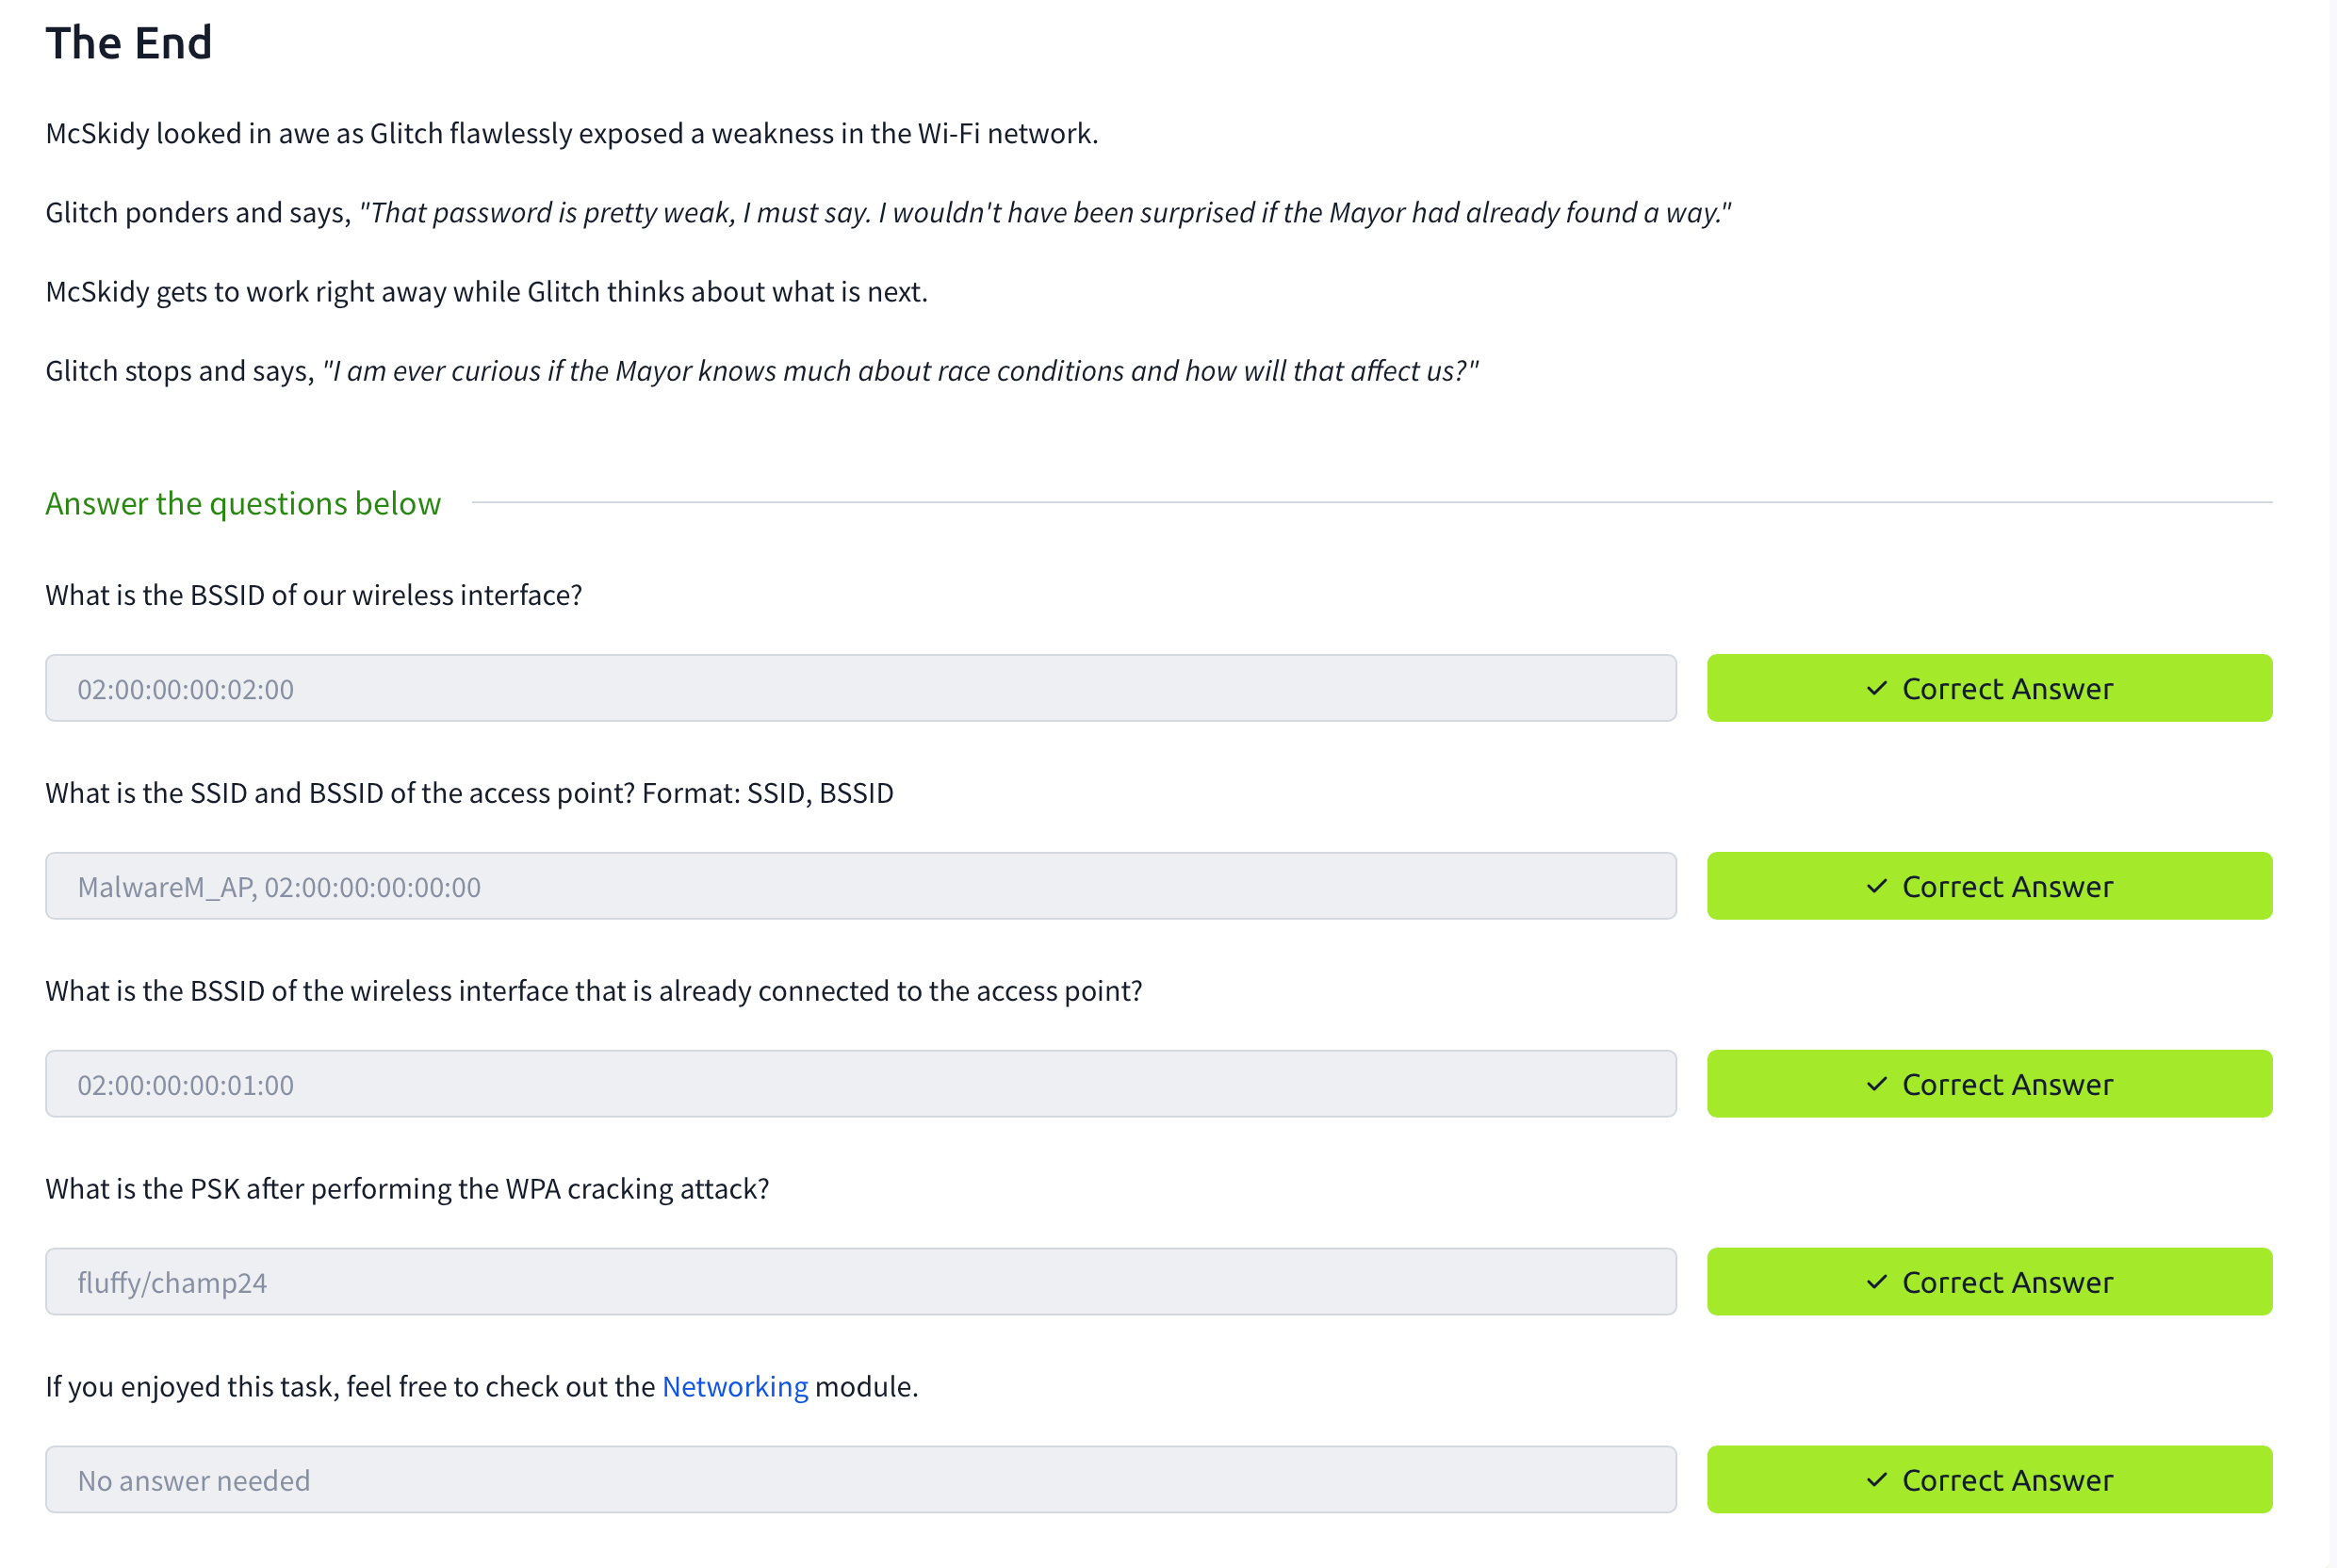 The End
McSkidy looked in awe as Glitch flawlessly exposed a weakness in the Wi-Fi network.
Glitch ponders and says, "That password is pretty weak, I must say. I wouldn't have been surprised if the Mayor had already found a way."
McSkidy gets to work right away while Glitch thinks about what is next.
Glitch stops and says, "I am ever curious if the Mayor knows much about race conditions and how will that affect us?"
Answer the questions below
What is the BSSID of our wireless interface?
02:00:00:00:02:00
Correct Answer
What is the SSID and BSSID of the access point? Format: SSID, BSSID
MalwareM_AP, 02:00:00:00:00:00
Correct Answer
What is the BSSID of the wireless interface that is already connected to the access point?
02:00:00:00:01:00
Correct Answer
What is the PSK after performing the WPA cracking attack?
fluffy/champ24
Correct Answer
If you enjoyed this task, feel free to check out the Networking module.
No answer needed
Correct Answer